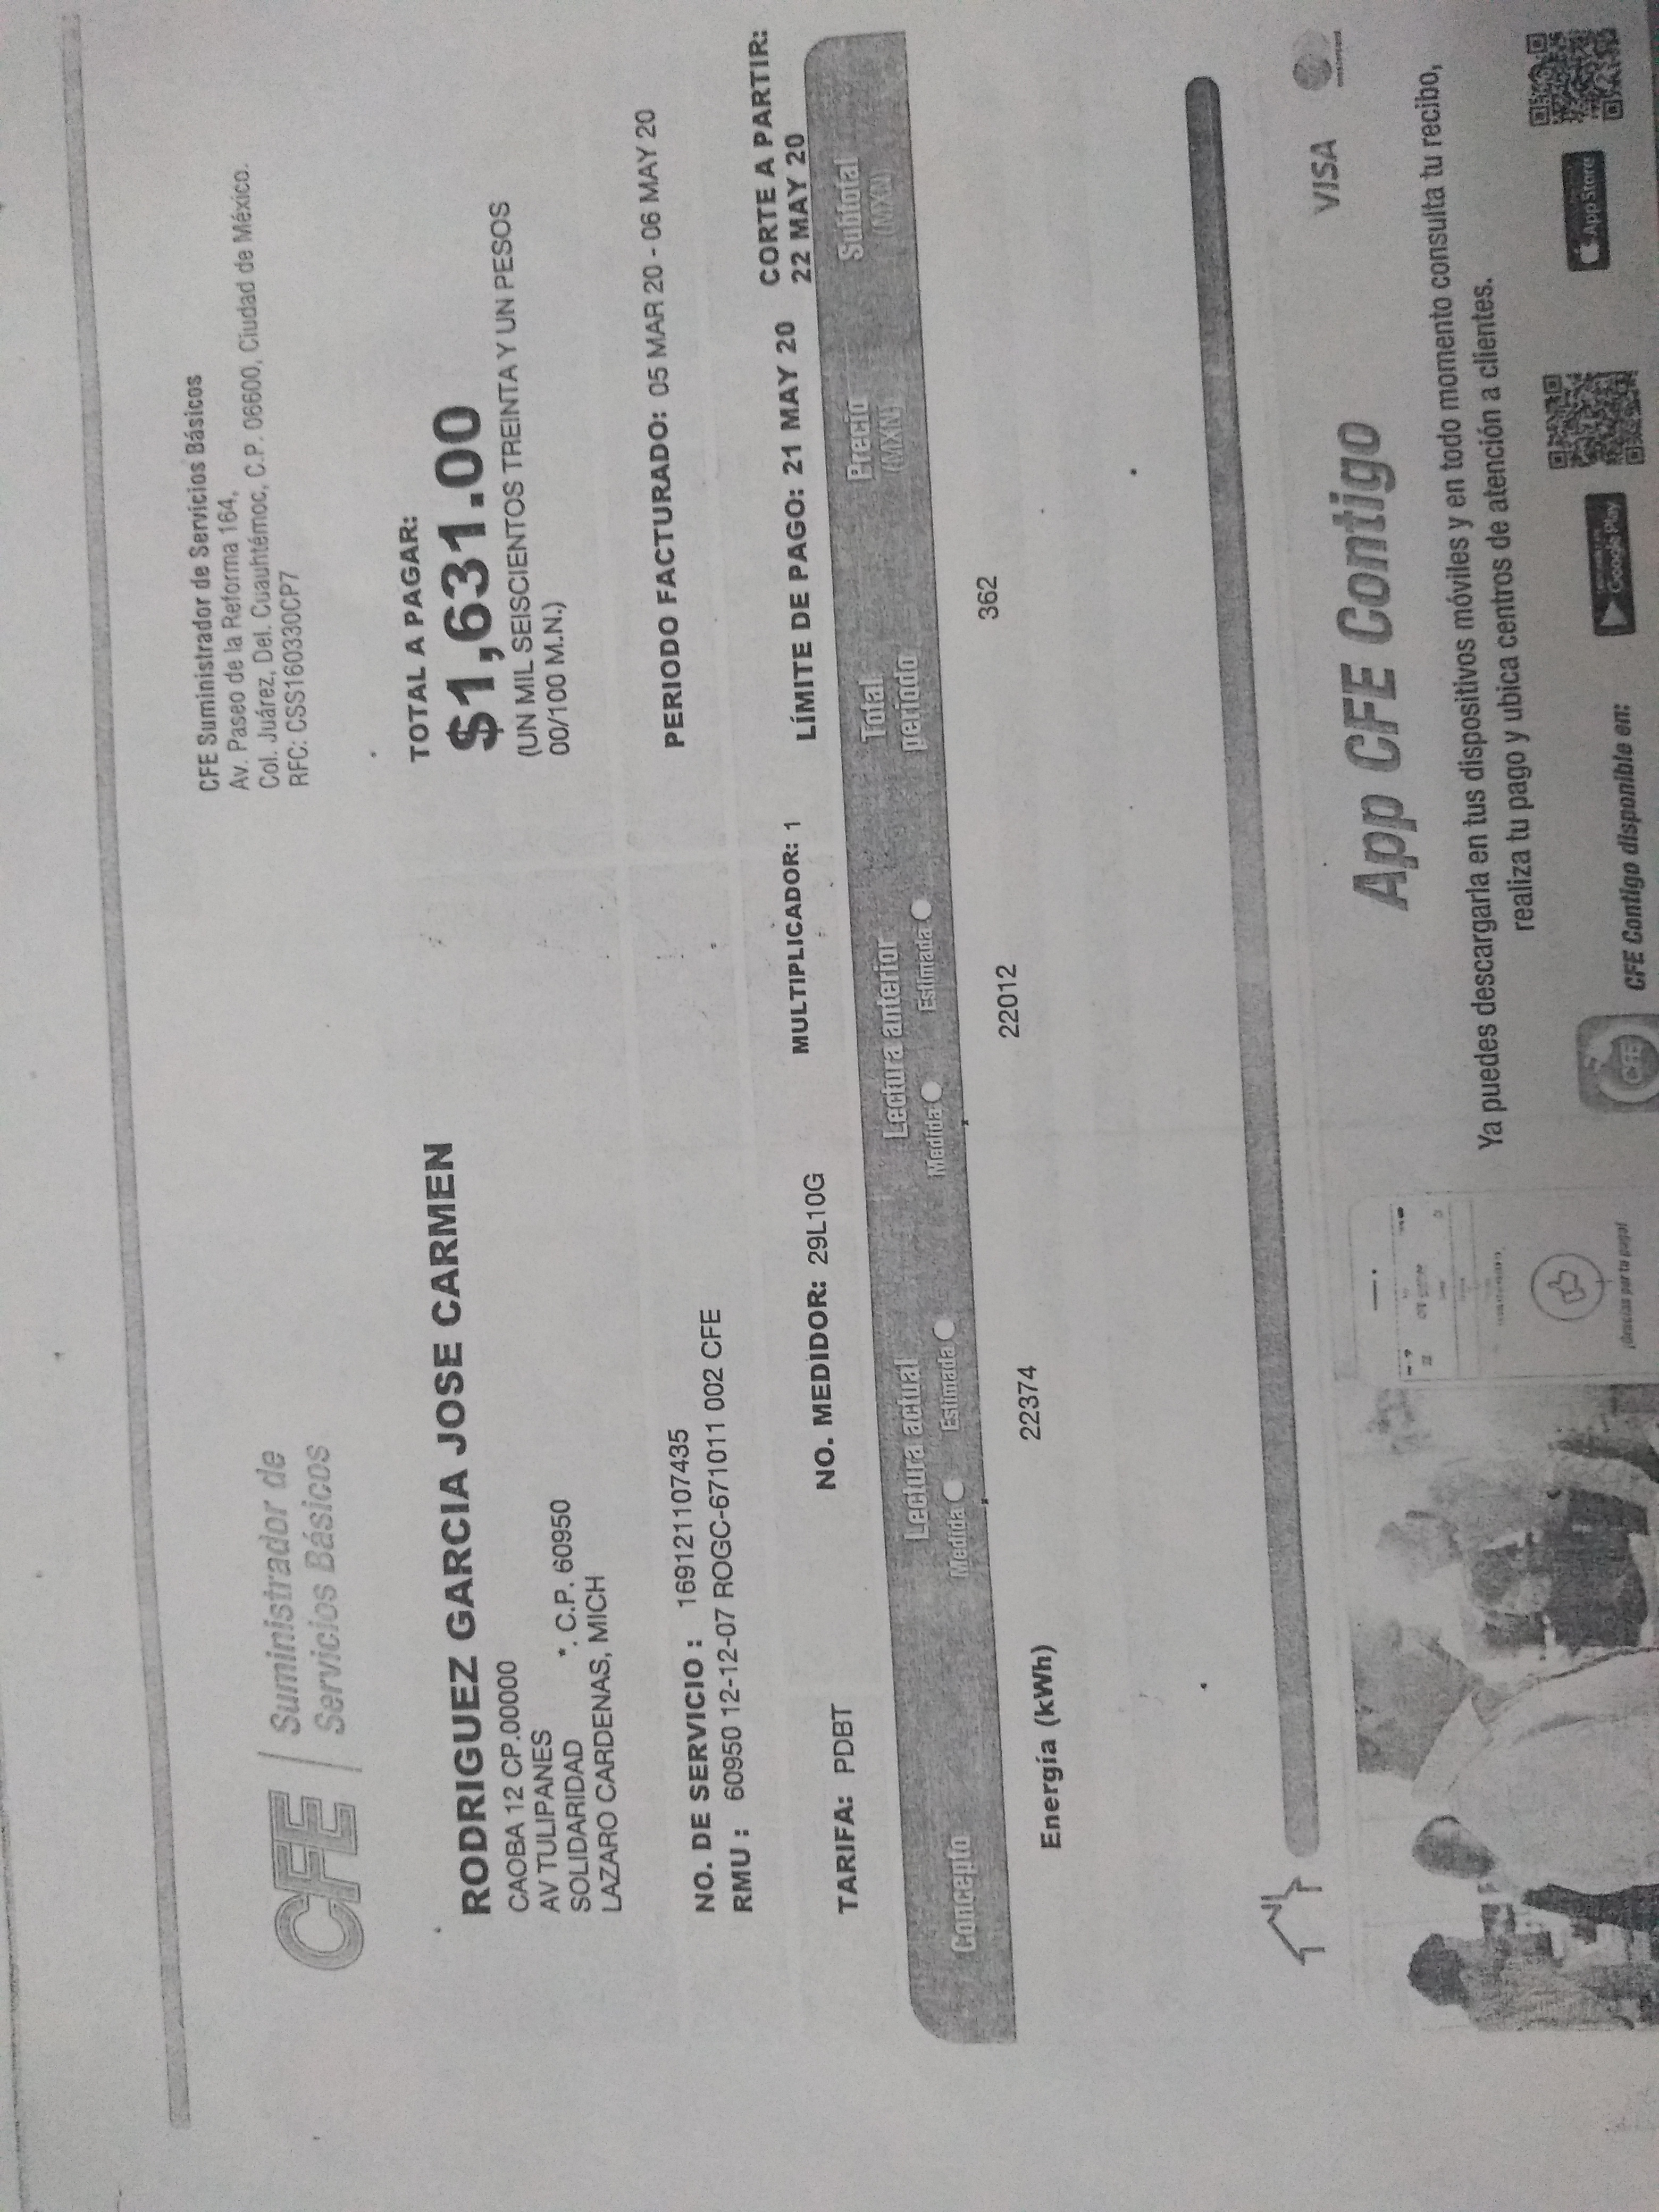 CFE Suministrador de
Servicios Básicos
CFE Suministrador de Servicios Básicos
Av. Paseo de la Reforma 164,
Col. Juárez, Del. Cuauhtémoc, C.P. 06600, Ciudad de México.
RFC: CSS160330CP7
RODRIGUEZ GARCIA JOSE CARMEN
CAOBA 12 CP.00000
AV TULIPANES
SOLIDARIDAD *. C.P. 60950
LAZARO CARDENAS, MICH
TOTAL A PAGAR:
$1,631.00
(UN MIL SEISCIENTOS TREINTA Y UN PESOS
00/100 M.N.)
NO. DE SERVICIO : 169121107435
RMU : 60950 12-12-07 ROGC-671011 002 CFE
PERIODO FACTURADO: 05 MAR 20 - 06 MAY 20
TARIFA: PDBT NO. MEDIDOR: 29L10G MULTIPLICADOR: 1 LÍMITE DE PAGO: 21 MAY 20 CORTE A PARTIR:
22 MAY 20
Concepto Lectura actual Lectura anterior Total Precio Subtotal
Medida Estimada Medida Estimada periodo (MXN) (MXN)
Energía (kWh) 22374 22012 362
VISA
App CFE Contigo
Ya puedes descargarla en tus dispositivos móviles y en todo momento consulta tu recibo,
realiza tu pago y ubica centros de atención a clientes.
¡Gracias por tu pago!
CFE
CFE Contigo disponible en:
Google Play
App Store